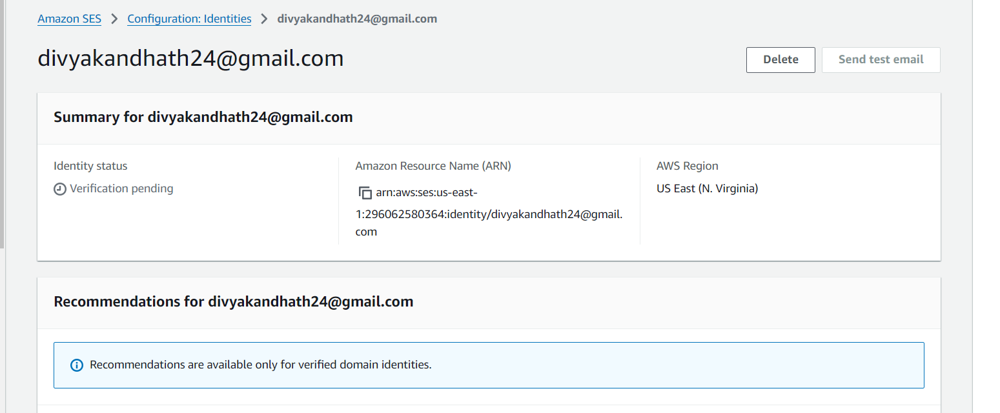 Amazon SES > Configuration: Identities > divyakandhath24@gmail.com
divyakandhath24@gmail.com
Delete
Send test email
Summary for divyakandhath24@gmail.com
Identity status
Verification pending
Amazon Resource Name (ARN)
arn:aws:ses:us-east-
1:296062580364:identity/divyakandhath24@gmail.
com
AWS Region
US East (N. Virginia)
Recommendations for divyakandhath24@gmail.com
Recommendations are available only for verified domain identities.